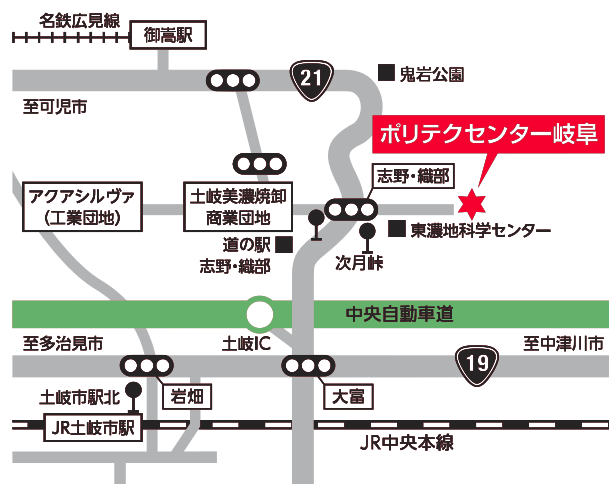 名鉄広見線
御嵩駅
21
鬼岩公園
至可児市
ポリテクセンター岐阜
志野・織部
アクアシルヴァ
(工業団地)
土岐美濃焼卸
商業団地
東濃地科学センター
道の駅
志野・織部
次月峠
中央自動車道
至多治見市
土岐IC
至中津川市
19
土岐市駅北
岩畑
大富
JR土岐市駅
JR中央本線